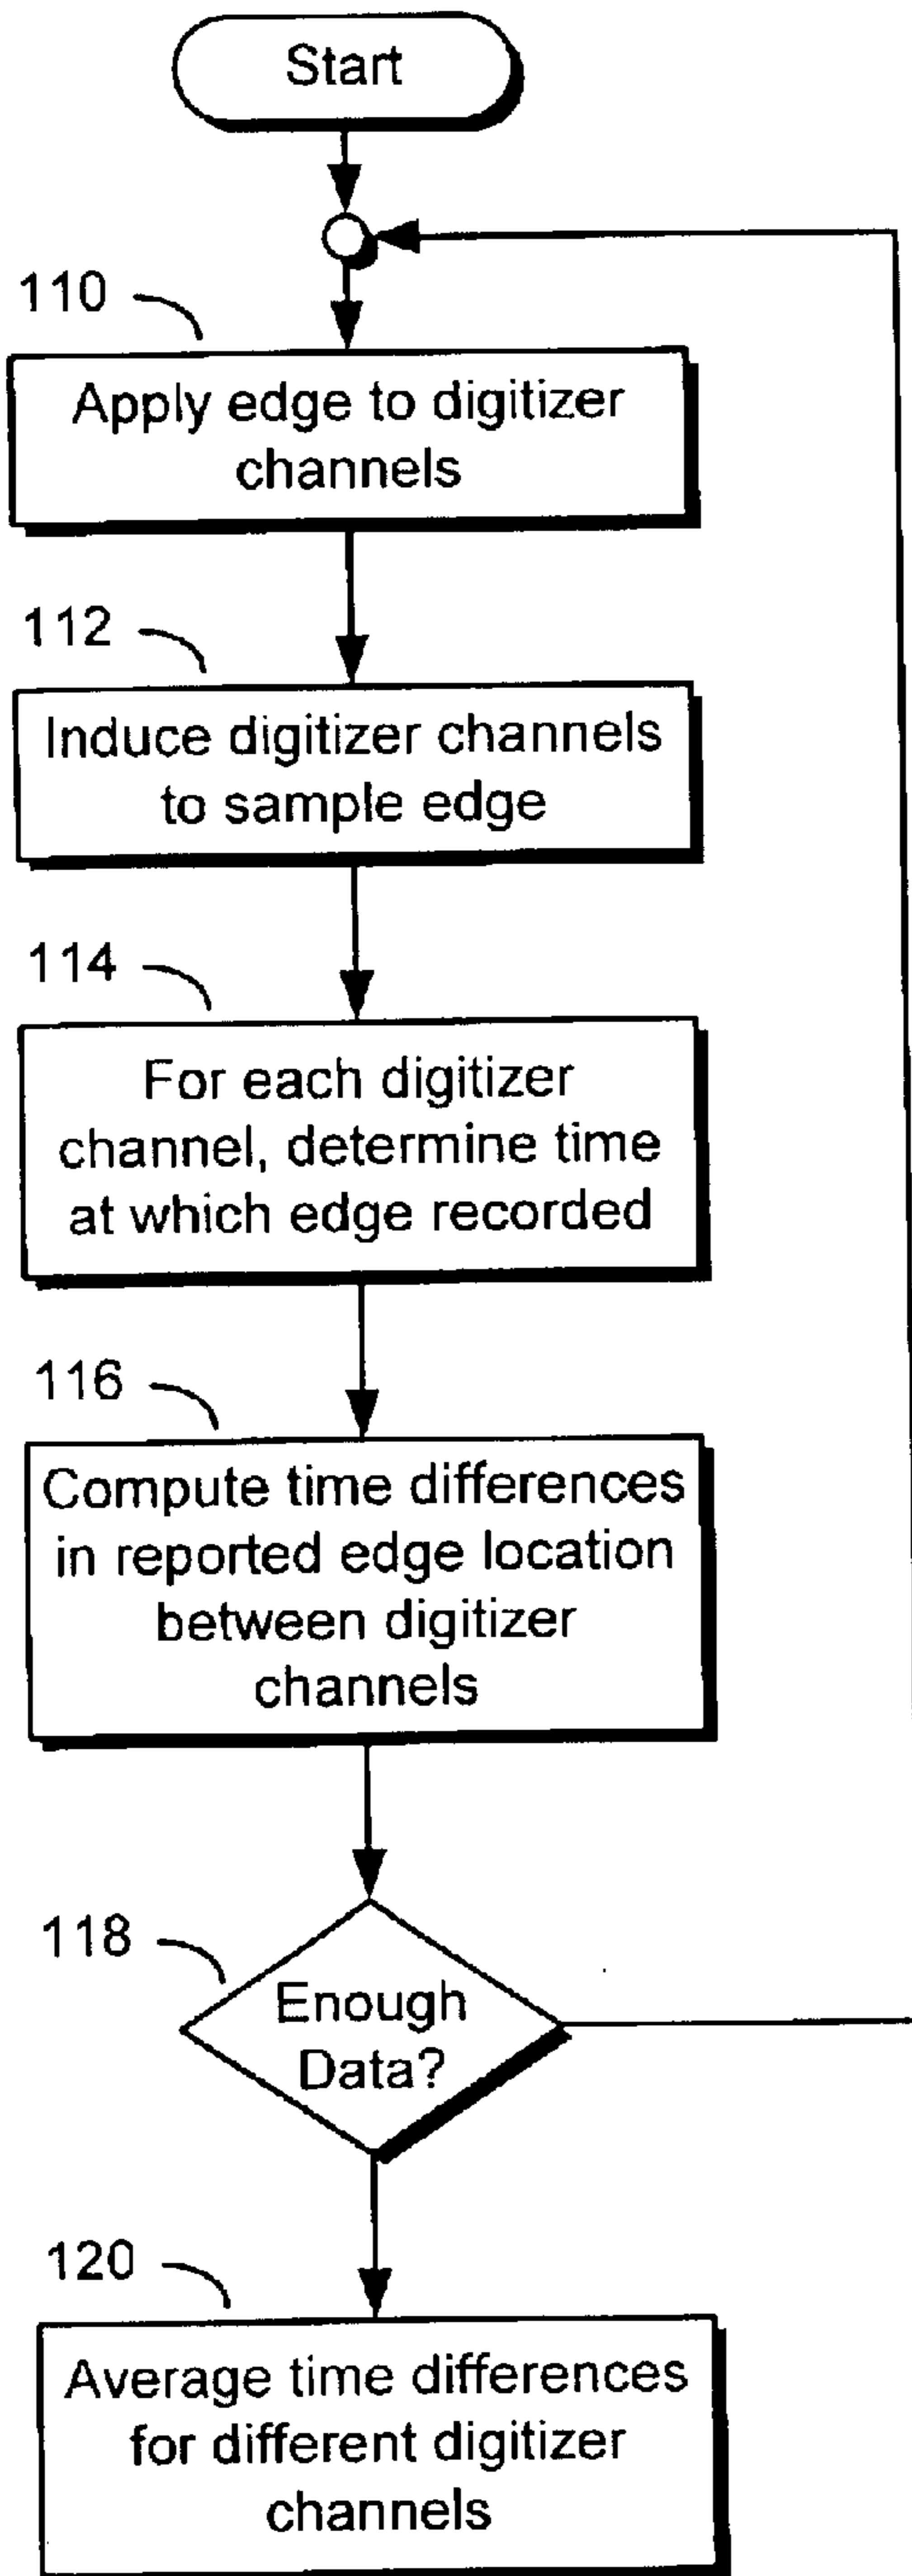 Start
110
Apply edge to digitizer
channels
112
Induce digitizer channels
to sample edge
114
For each digitizer
channel, determine time
at which edge recorded
116
Compute time differences
in reported edge location
between digitizer
channels
118
Enough
Data?
120
Average time differences
for different digitizer
channels